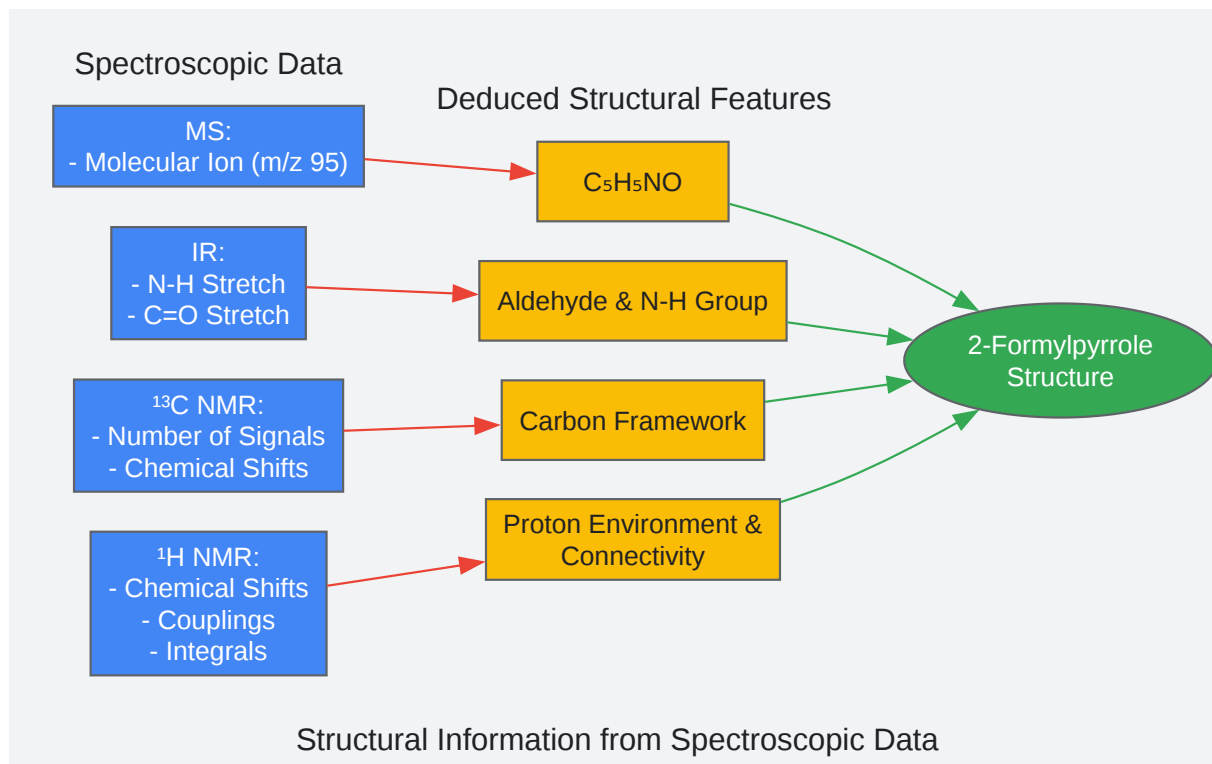 Spectroscopic Data
Deduced Structural Features
MS:
- Molecular Ion (m/z 95)
C₅H₅NO
IR:
- N-H Stretch
- C=O Stretch
Aldehyde & N-H Group
2-Formylpyrrole
Structure
¹³C NMR:
- Number of Signals
- Chemical Shifts
Carbon Framework
Proton Environment &
Connectivity
¹H NMR:
- Chemical Shifts
- Couplings
- Integrals
Structural Information from Spectroscopic Data